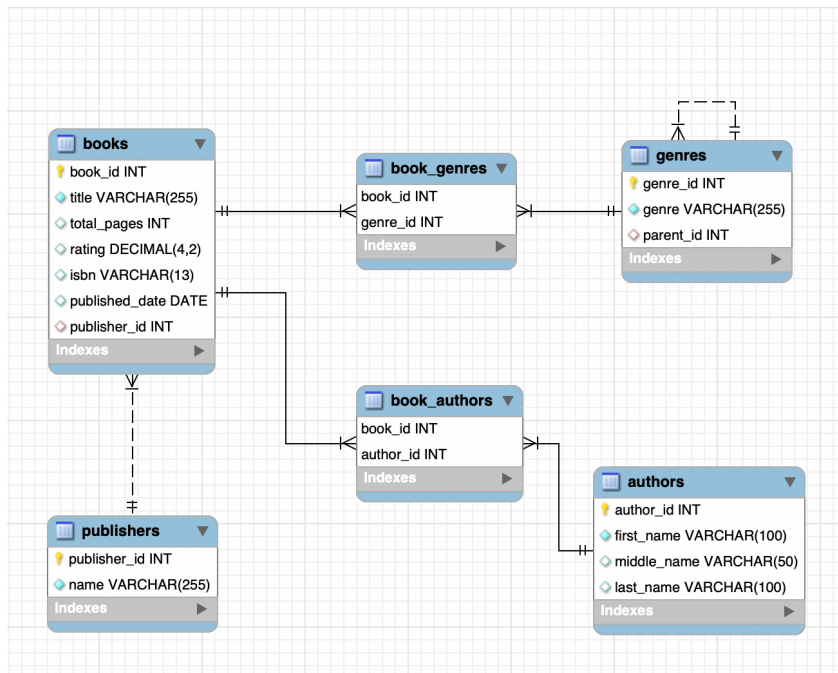 books
book_id INT
title VARCHAR(255)
total_pages INT
rating DECIMAL(4,2)
isbn VARCHAR(13)
published_date DATE
publisher_id INT
Indexes
book_genres
book_id INT
genre_id INT
Indexes
genres
genre_id INT
genre VARCHAR(255)
parent_id INT
Indexes
book_authors
book_id INT
author_id INT
Indexes
authors
author_id INT
first_name VARCHAR(100)
middle_name VARCHAR(50)
last_name VARCHAR(100)
Indexes
publishers
publisher_id INT
name VARCHAR(255)
Indexes